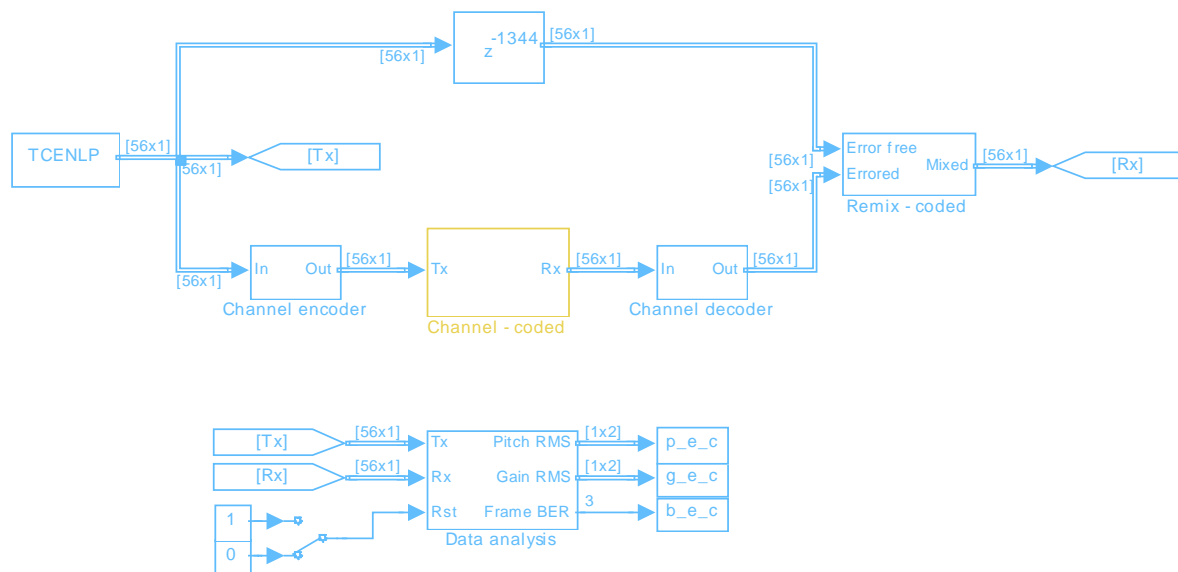 -1344
z
[56x1]
[56x1]
TCENLP
[56x1]
[56x1]
[Tx]
Error free
Errored
Mixed
[56x1]
[56x1]
[56x1]
[Rx]
Remix - coded
In
Out
[56x1]
[56x1]
Channel encoder
Tx
Rx
[56x1]
Channel - coded
In
Out
[56x1]
Channel decoder
[Tx]
[56x1]
Tx
Pitch RMS
[1x2]
p_e_c
[Rx]
[56x1]
Rx
Gain RMS
[1x2]
g_e_c
1
0
Rst
Frame BER
3
b_e_c
Data analysis